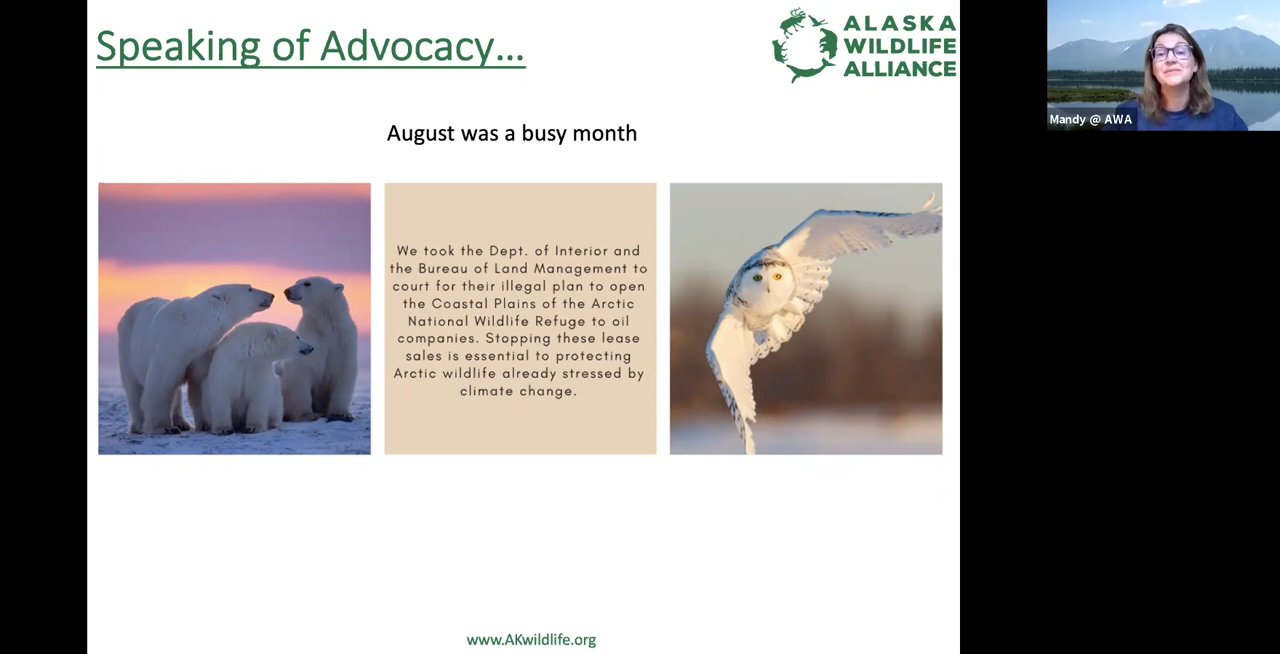 Speaking of Advocacy...
ALASKA
WILDLIFE
ALLIANCE
Mandy @ AWA
August was a busy month
We took the Dept. of Interior and
the Bureau of Land Management to
court for their illegal plan to open
the Coastal Plains of the Arctic
National Wildlife Refuge to oil
companies. Stopping these lease
sales is essential to protecting
Arctic wildlife already stressed by
climate change.
www.AKwildlife.org